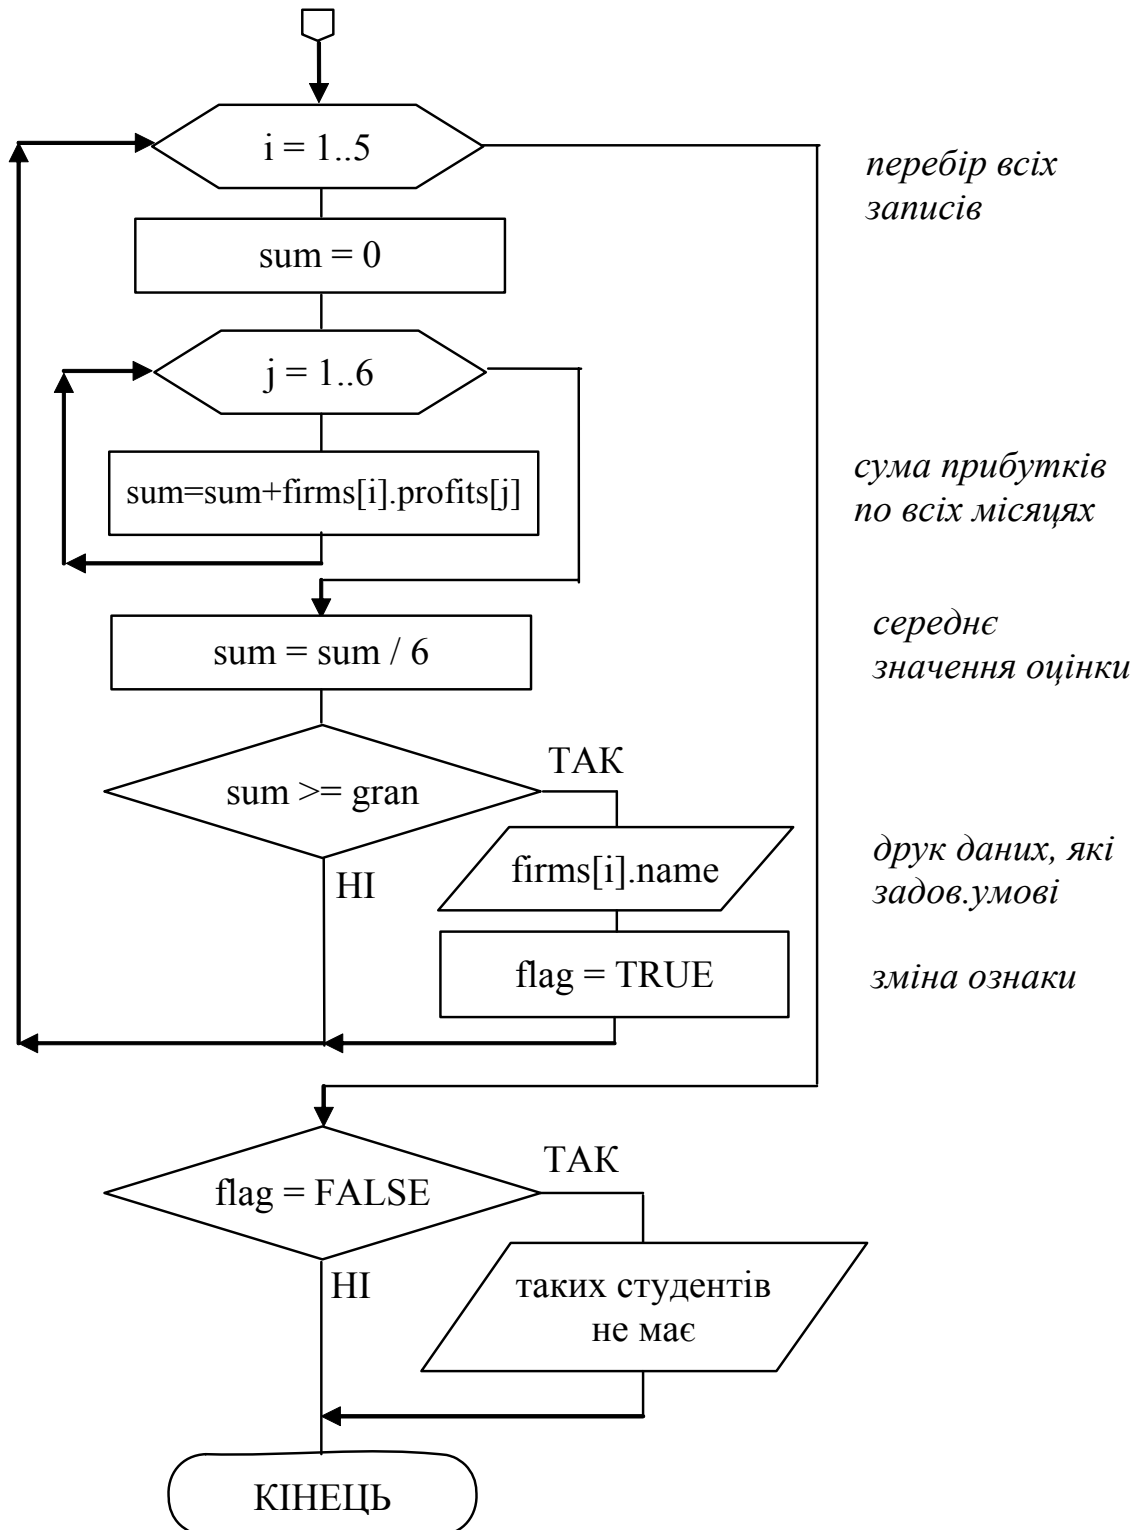 i = 1..5
перебір всіх
записів
sum = 0
j = 1..6
sum=sum+firms[i].profits[j]
сума прибутків
по всіх місяцях
sum = sum / 6
середнє
значення оцінки
sum >= gran
ТАК
НІ
firms[i].name
друк даних, які
задов.умові
flag = TRUE
зміна ознаки
flag = FALSE
ТАК
НІ
таких студентів
не має
КІНЕЦЬ